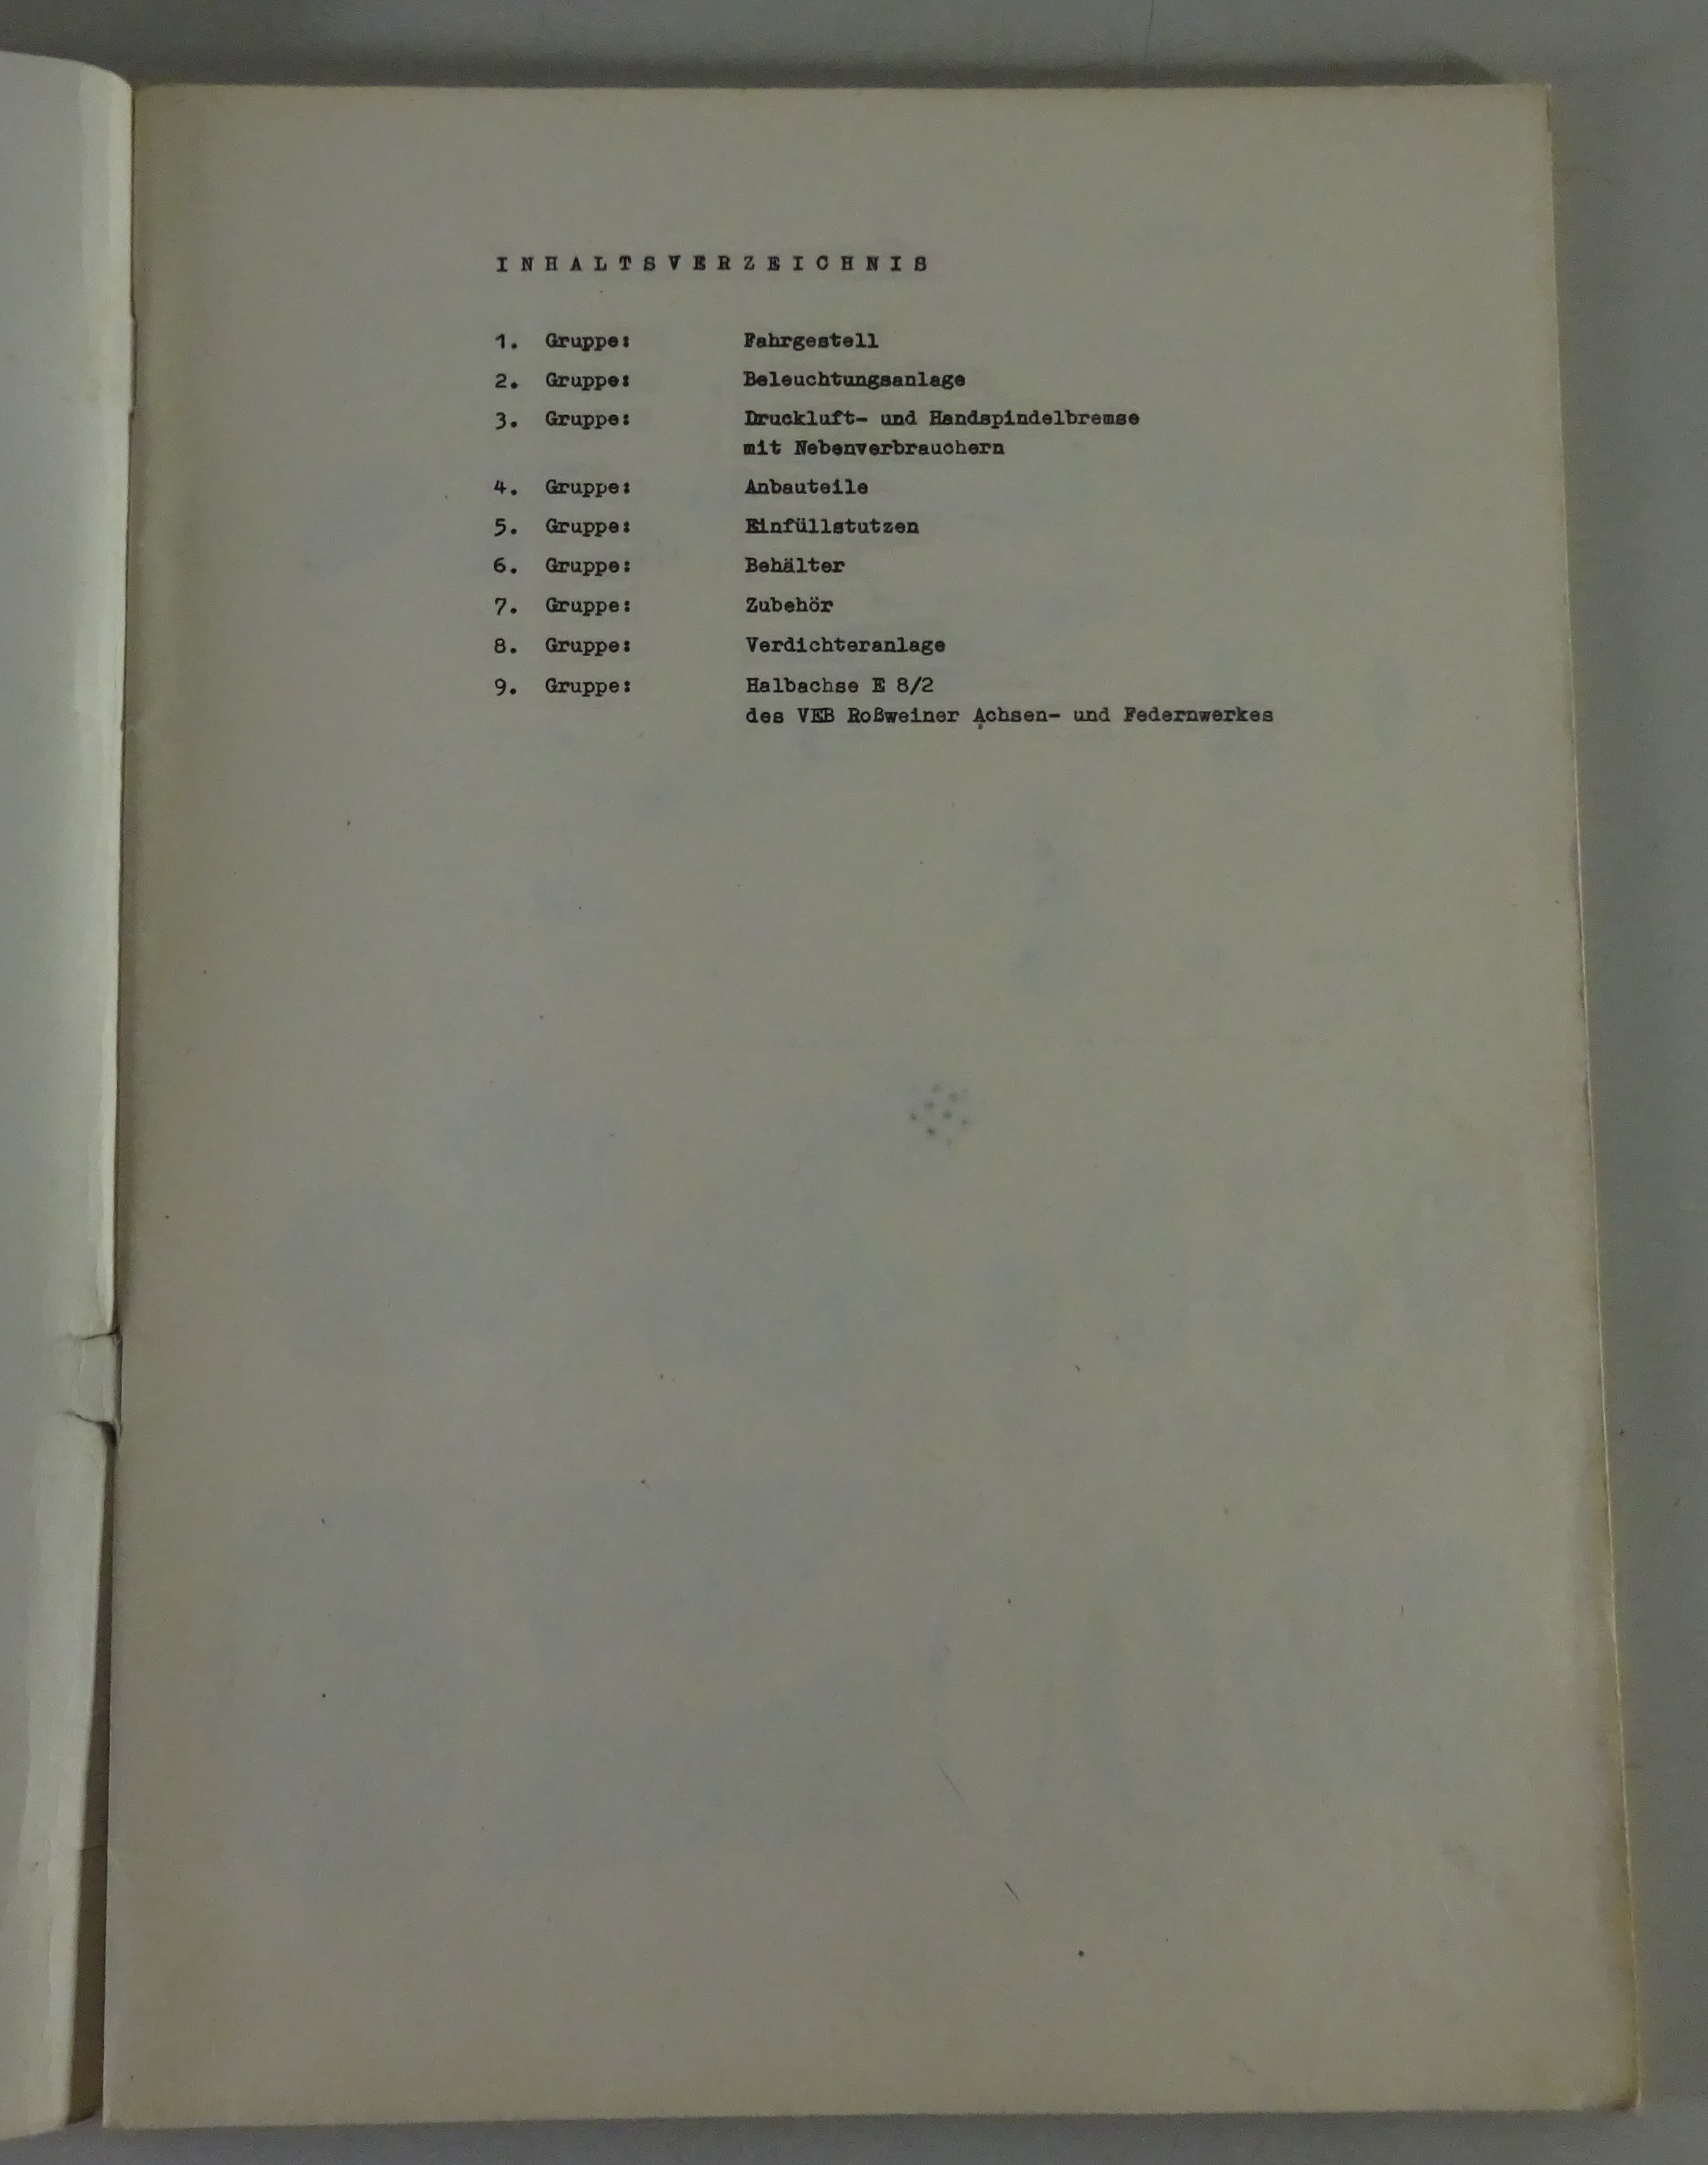 INHALTSVERZEICHNIS
1. Gruppe: Fahrgestell
2. Gruppe: Beleuchtungsanlage
3. Gruppe: Druckluft- und Handspindelbremse
mit Nebenverbrauchern
4. Gruppe: Anbauteile
5. Gruppe: Einfüllstutzen
6. Gruppe: Behälter
7. Gruppe: Zubehör
8. Gruppe: Verdichteranlage
9. Gruppe: Halbachse E 8/2
des VEB Roßweiner Achsen- und Federnwerkes